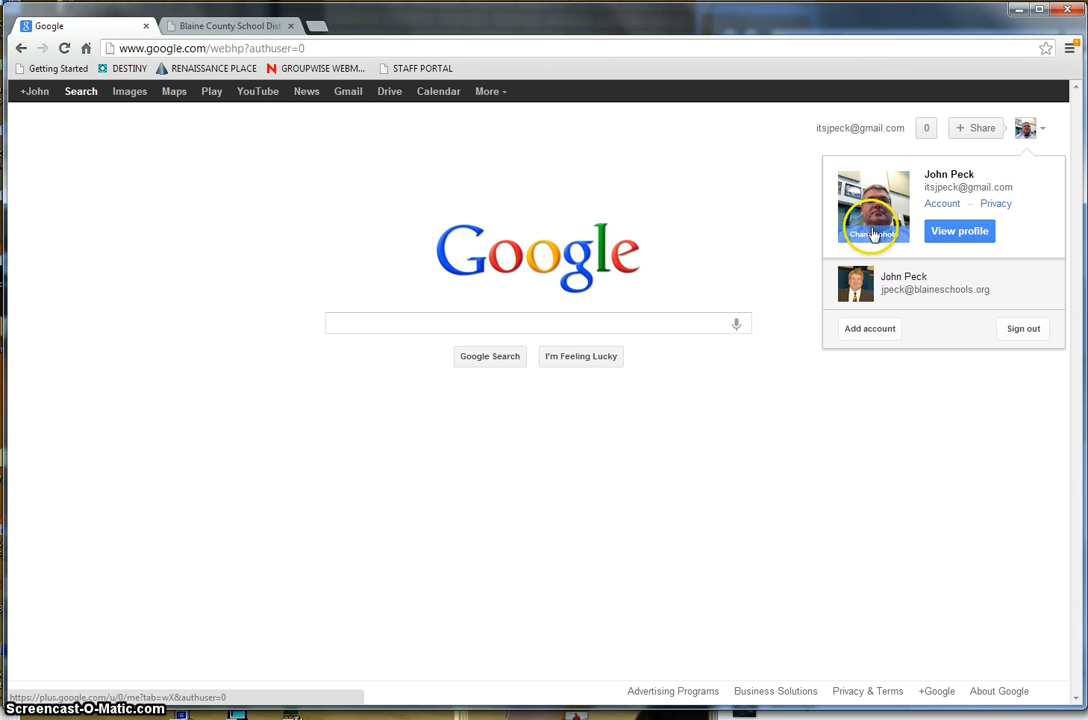 Google
Blaine County School Dist
www.google.com/webhp?authuser=0
Getting Started DESTINY RENAISSANCE PLACE GROUPWISE WEBM... STAFF PORTAL
+John Search Images Maps Play YouTube News Gmail Drive Calendar More
itsjpeck@gmail.com 0 + Share
John Peck
itsjpeck@gmail.com
Account – Privacy
Change photo
View profile
John Peck
jpeck@blaineschools.org
Add account Sign out
Google
Google Search I'm Feeling Lucky
Advertising Programs Business Solutions Privacy & Terms +Google About Google
https://plus.google.com/u/0/me?tab=wX&authuser=0
Screencast-O-Matic.com